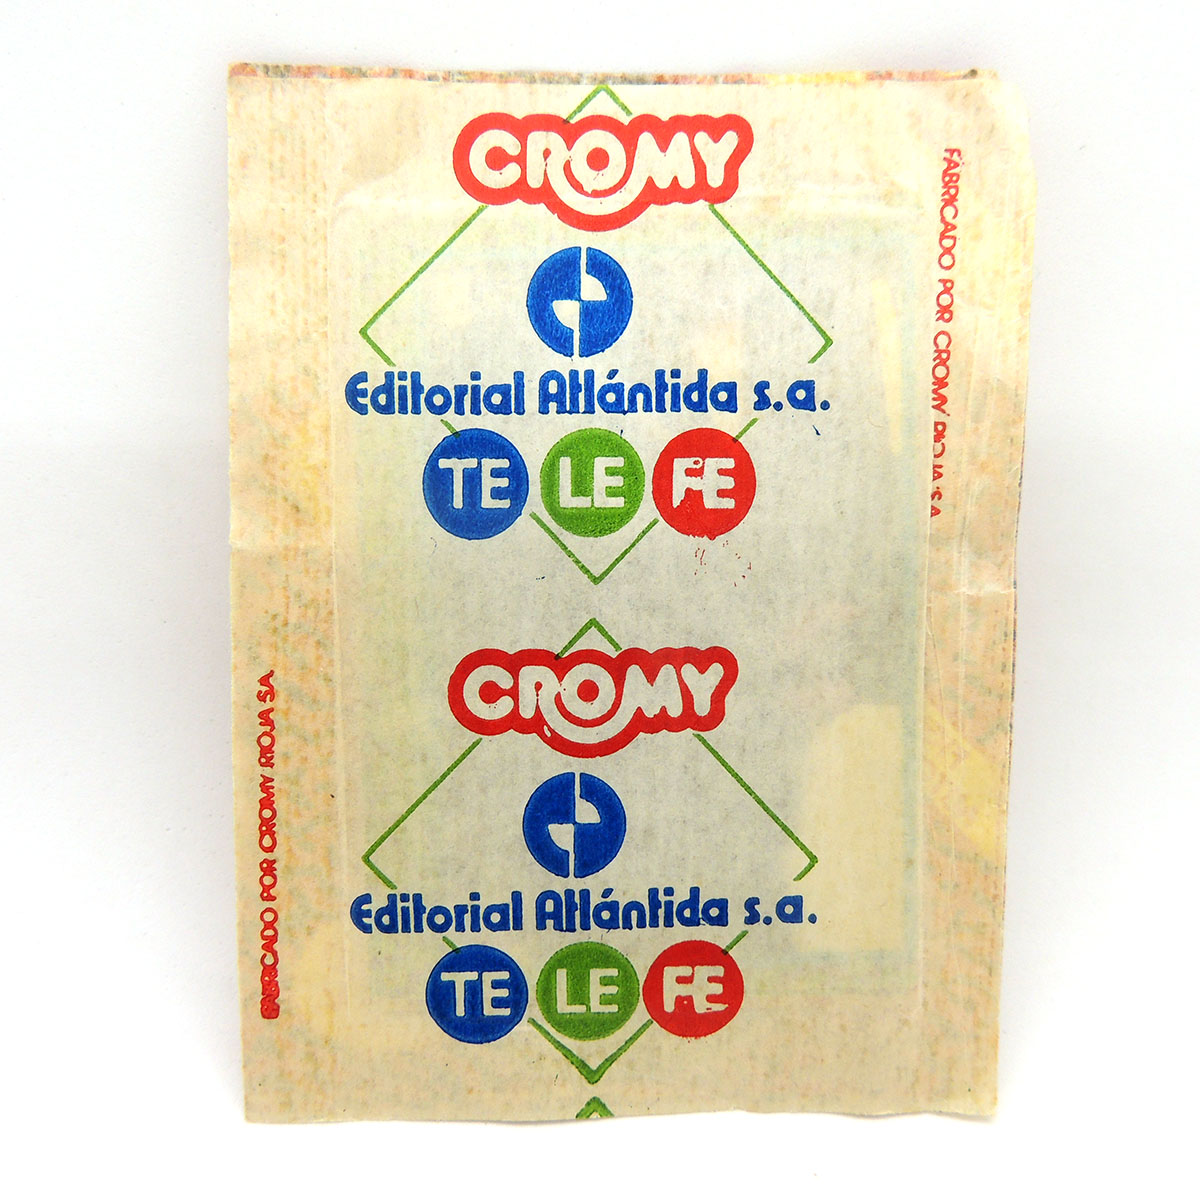 CROMY
Editorial Atlántida s.a.
TE LE FE
CROMY
Editorial Atlántida s.a.
TE LE FE
FABRICADO POR CROMY RIOJA S.A.
FABRICADO POR CROMY RIOJA SA.